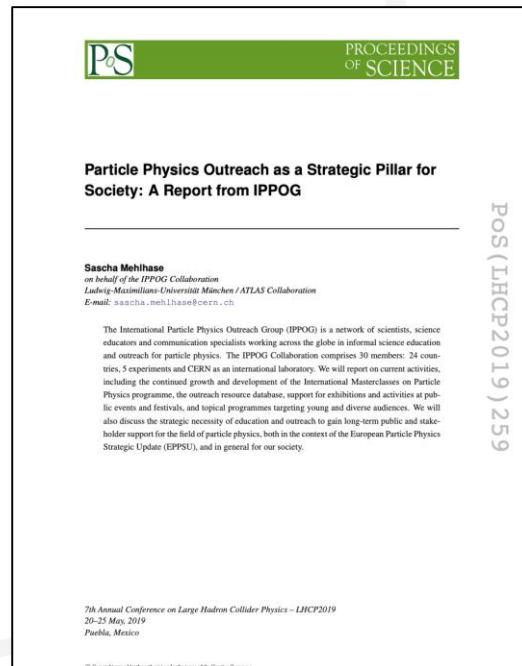 PoS
PROCEEDINGS
OF SCIENCE
Particle Physics Outreach as a Strategic Pillar for
Society: A Report from IPPOG
Sascha Mehlhase
on behalf of the IPPOG Collaboration
Ludwig-Maximilians-Universität München / ATLAS Collaboration
E-mail: sascha.mehlhase@cern.ch
The International Particle Physics Outreach Group (IPPOG) is a network of scientists, science
educators and communication specialists working across the globe in informal science education
and outreach for particle physics. The IPPOG Collaboration comprises 30 members: 24 coun-
tries, 5 experiments and CERN as an international laboratory. We will report on current activities,
including the continued growth and development of the International Masterclasses on Particle
Physics programme, the outreach resource database, support for exhibitions and activities at pub-
lic events and festivals, and topical programmes targeting young and diverse audiences. We will
also discuss the strategic necessity of education and outreach to gain long-term public and stake-
holder support for the field of particle physics, both in the context of the European Particle Physics
Strategic Update (EPPSU), and in general for our society.
PoS(LHCP2019)259
7th Annual Conference on Large Hadron Collider Physics – LHCP2019
20–25 May, 2019
Puebla, Mexico